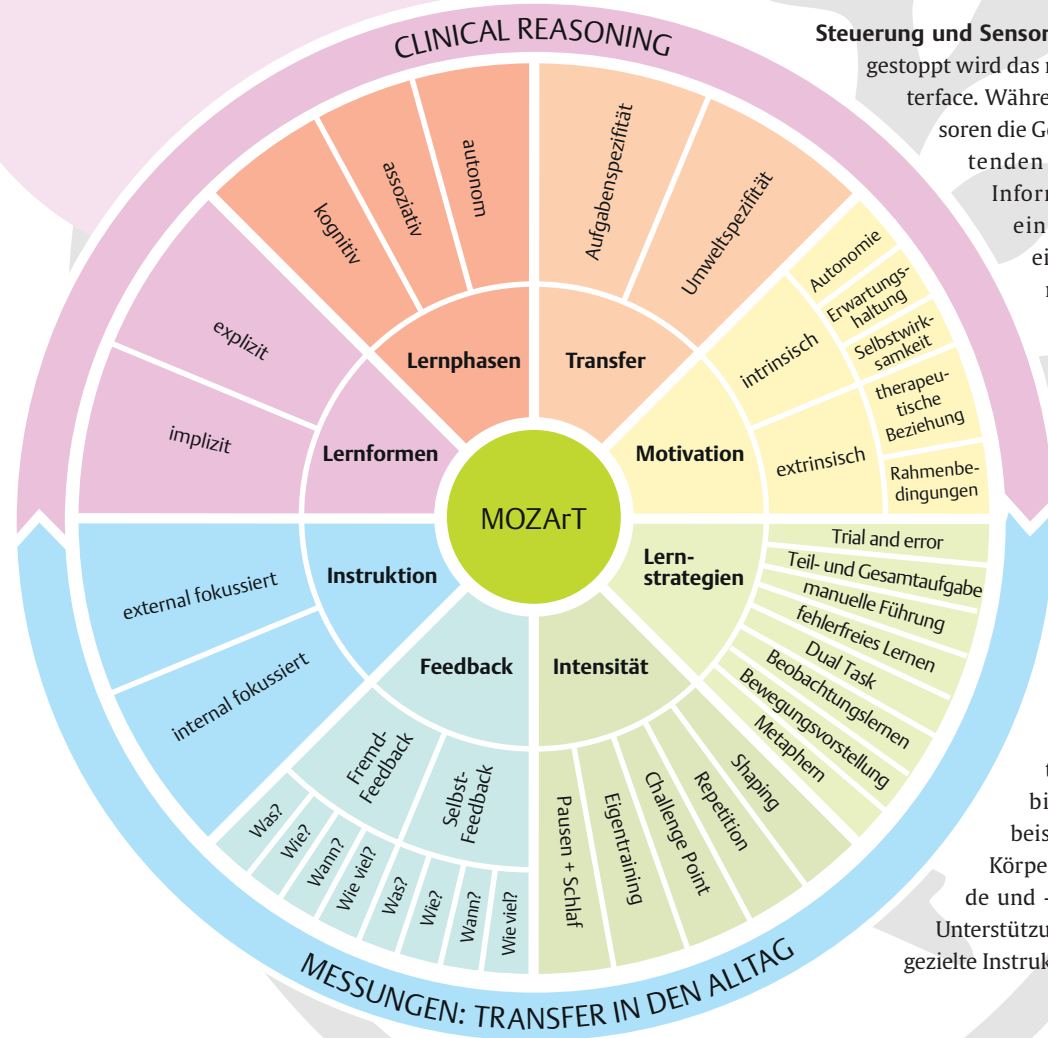 CLINICAL REASONING
autonom
assoziativ
kognitiv
Lernphasen
Aufgabenspezifität
Umweltspezifität
Transfer
Autonomie
Erwartungs-
haltung
Selbstwirk-
samkeit
intrinsisch
therapeu-
tische
Beziehung
Rahmenbe-
dingungen
extrinsisch
Motivation
explizit
implizit
Lernformen
MOZArT
Instruktion
external fokussiert
internal fokussiert
Lern-
strategien
Trial and error
Teil- und Gesamtaufgabe
manuelle Führung
fehlerfreies Lernen
Dual Task
Beobachtungslernen
Bewegungsvorstellung
Metaphern
Feedback
Fremd-
Feedback
Selbst-
Feedback
Was?
Wie?
Wann?
Wie viel?
Was?
Wie?
Wann?
Wie viel?
Intensität
Pausen + Schlaf
Eigentraining
Challenge Point
Repetition
Shaping
MESSUNGEN: TRANSFER IN DEN ALLTAG
Steuerung und Senso
gestoppt wird das
terface. Währe
soren die G
tenden
Infor
ein
ei
t
bi
beis
Körpe
de und -
Unterstützu
gezielte Instruk